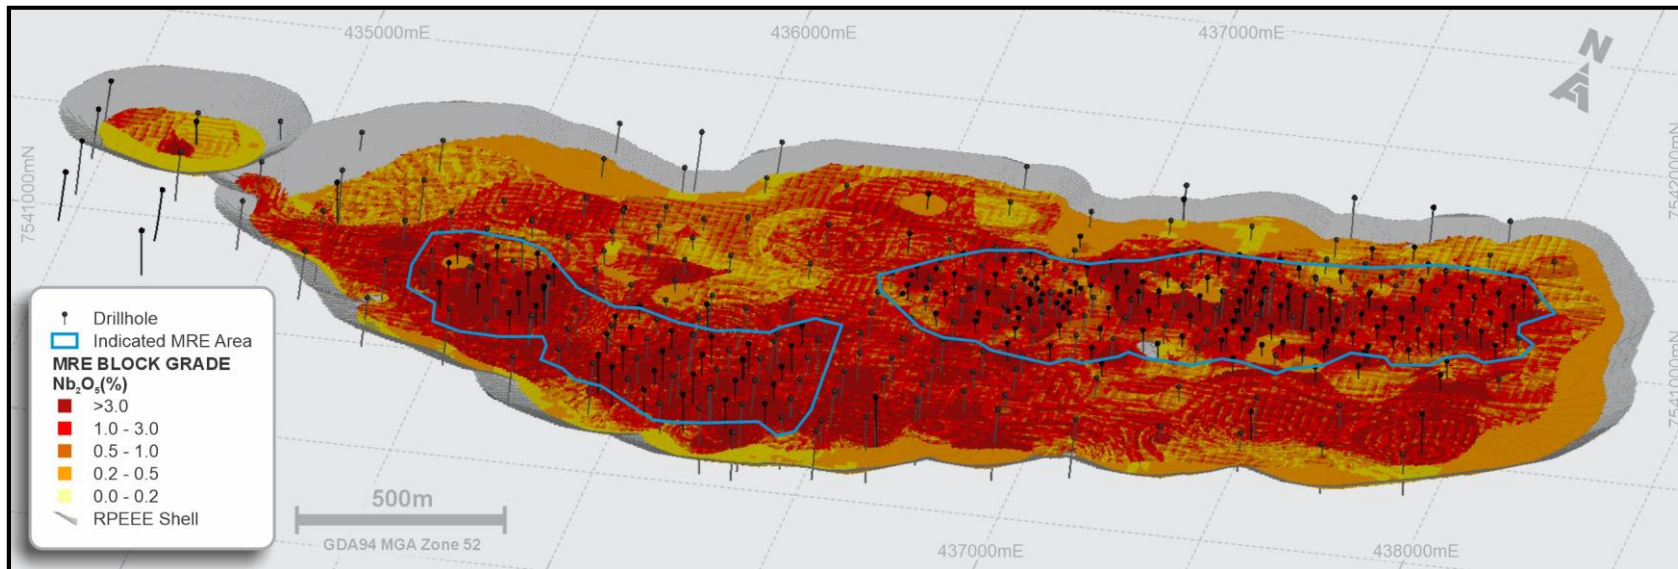 435000mE
436000mE
437000mE
N
7541000mN
7542000mN
7541000mN
Drillhole
Indicated MRE Area
MRE BLOCK GRADE
Nb₂O₅(%)
>3.0
1.0 - 3.0
0.5 - 1.0
0.2 - 0.5
0.0 - 0.2
RPEEE Shell
500m
GDA94 MGA Zone 52
437000mE
438000mE